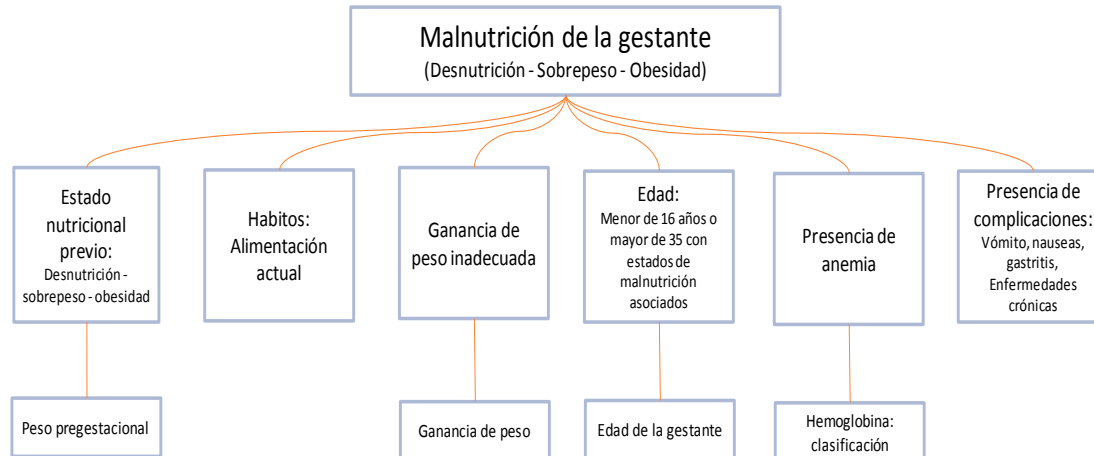 Malnutrición de la gestante
(Desnutrición - Sobrepeso - Obesidad)
Estado
nutricional
previo:
Desnutrición -
sobrepeso - obesidad
Habitos:
Alimentación
actual
Ganancia de
peso inadecuada
Edad:
Menor de 16 años o
mayor de 35 con
estados de
malnutrición
asociados
Presencia de
anemia
Presencia de
complicaciones:
Vómito, nauseas,
gastritis,
Enfermedades
crónicas
Peso pregestacional
Ganancia de peso
Edad de la gestante
Hemoglobina:
clasificación